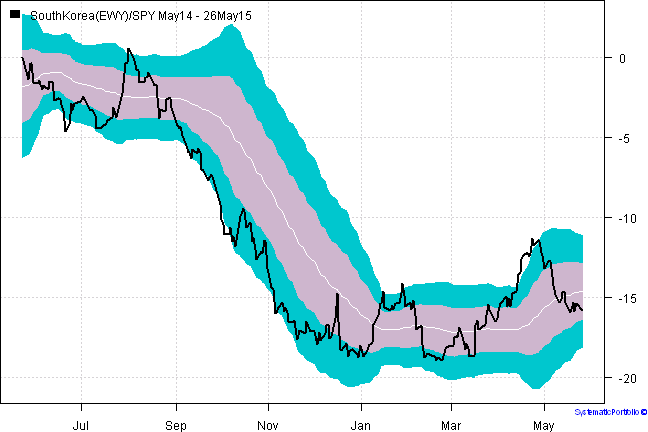 SouthKorea(EWY)/SPY May14 - 26May15
0
-5
-10
-15
-20
Jul Sep Nov Jan Mar May
SystematicPortfolio ©